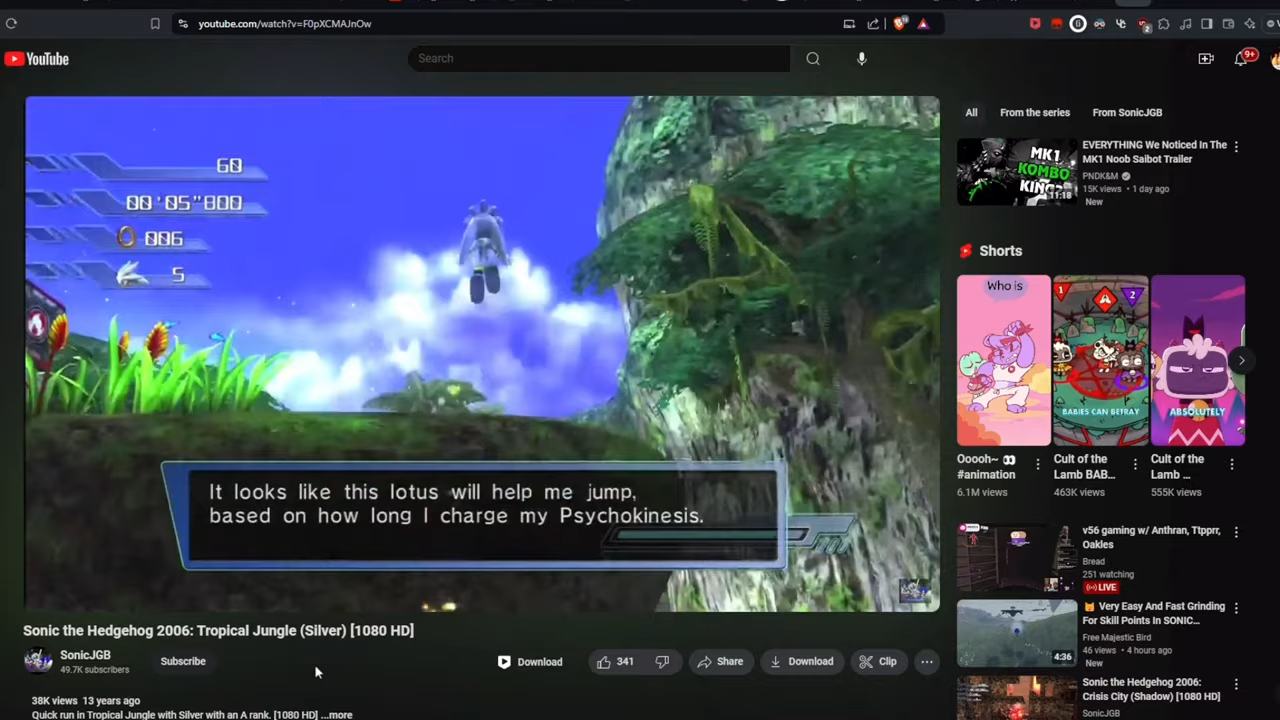 youtube.com/watch?v=F0pXCMAJnOw
YouTube
Search
9+
60
00'05"800
006
5
It looks like this lotus will help me jump,
based on how long I charge my Psychokinesis.
Sonic the Hedgehog 2006: Tropical Jungle (Silver) [1080 HD]
SonicJGB
49.7K subscribers
Subscribe
Download
341
Share
Download
Clip
38K views 13 years ago
Quick run in Tropical Jungle with Silver with an A rank. [1080 HD] ...more
All
From the series
From SonicJGB
MK1
KOMBO
KING?
11:18
EVERYTHING We Noticed In The
MK1 Noob Saibot Trailer
PNDK&M
15K views • 1 day ago
New
Shorts
Who is
Ooooh~ 👀
#animation
6.1M views
1
2
BABIES CAN BETRAY
Cult of the
Lamb BAB...
463K views
ABSOLUTELY
Cult of the
Lamb ...
555K views
v56 gaming w/ Anthran, Ttpprr,
Oakles
Bread
251 watching
LIVE
4:36
Very Easy And Fast Grinding
For Skill Points In SONIC...
Free Majestic Bird
46 views • 4 hours ago
New
Sonic the Hedgehog 2006:
Crisis City (Shadow) [1080 HD]
SonicJGB